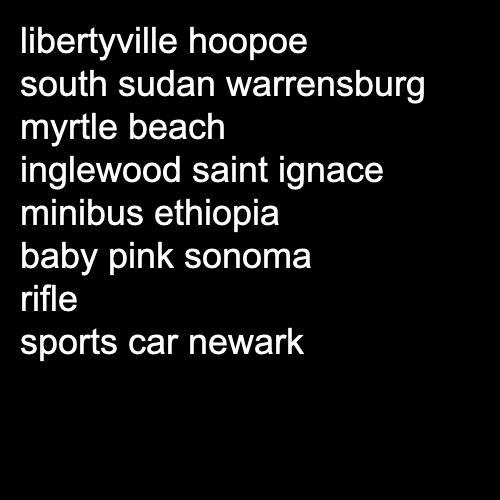 libertyville hoopoe
south sudan warrensburg
myrtle beach
inglewood saint ignace
minibus ethiopia
baby pink sonoma
rifle
sports car newark